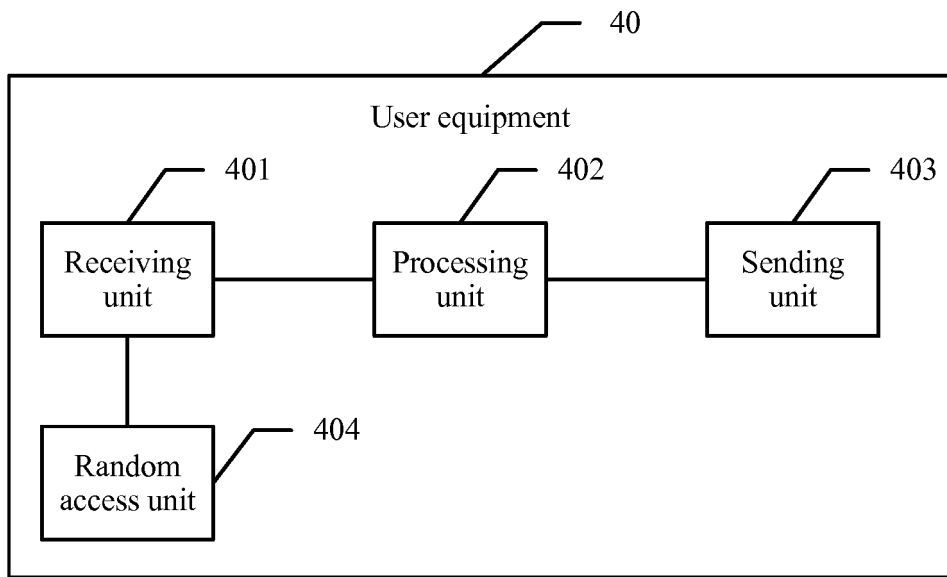 40
User equipment
401
402
403
Receiving
unit
Processing
unit
Sending
unit
404
Random
access unit